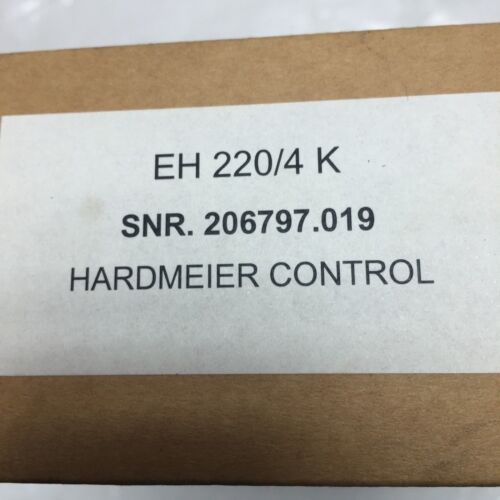 EH 220/4 K
SNR. 206797.019
HARDMEIER CONTROL